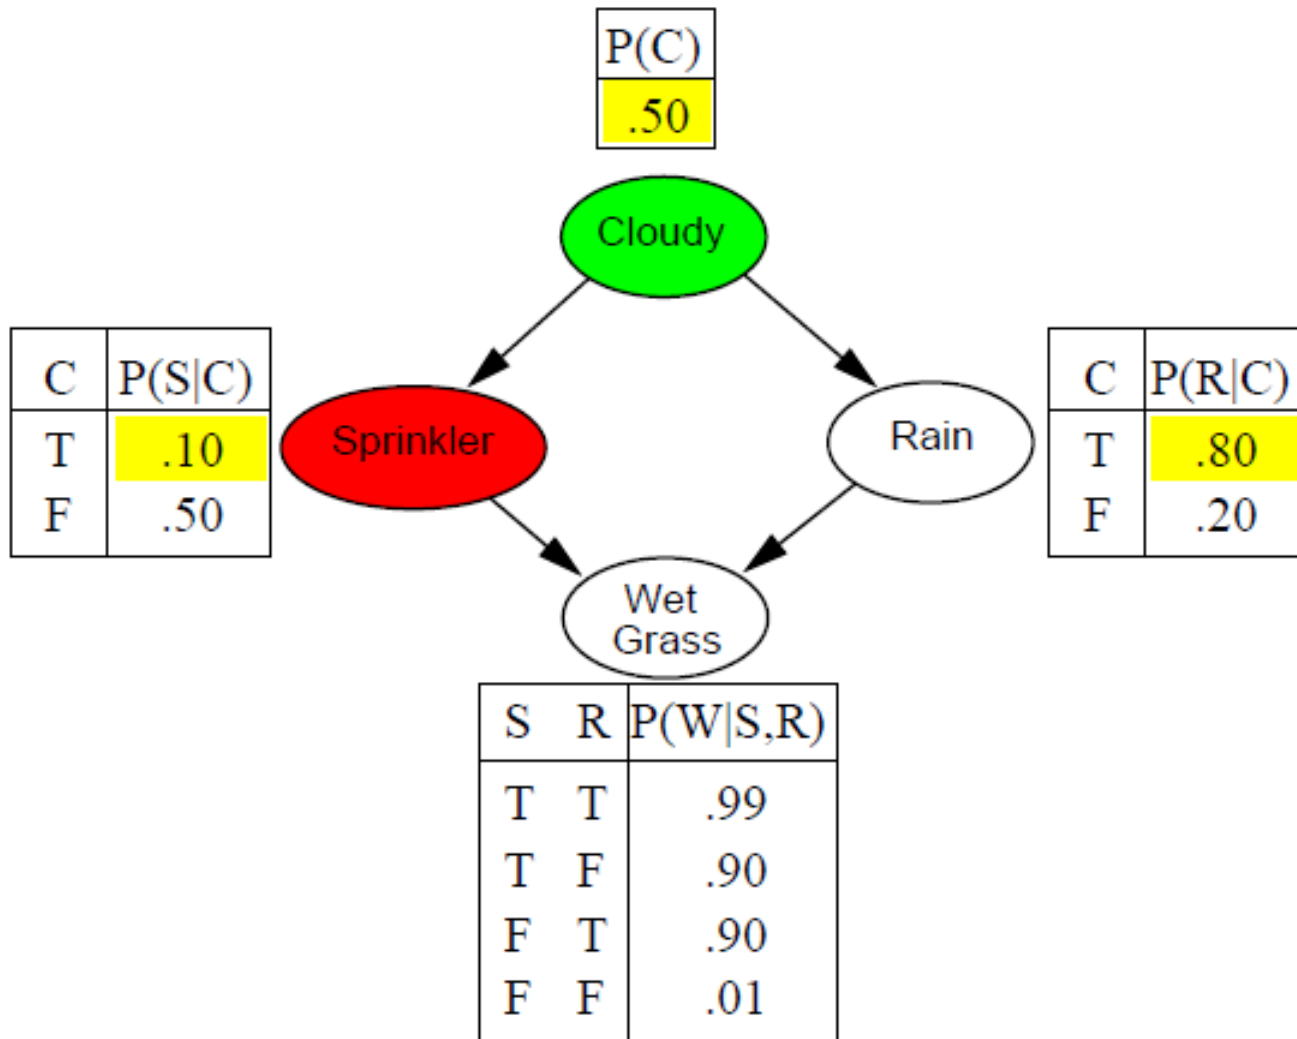 P(C)
.50
Cloudy
C P(S|C)
T .10
F .50
Sprinkler
Rain
C P(R|C)
T .80
F .20
Wet
Grass
S R P(W|S,R)
T T .99
T F .90
F T .90
F F .01